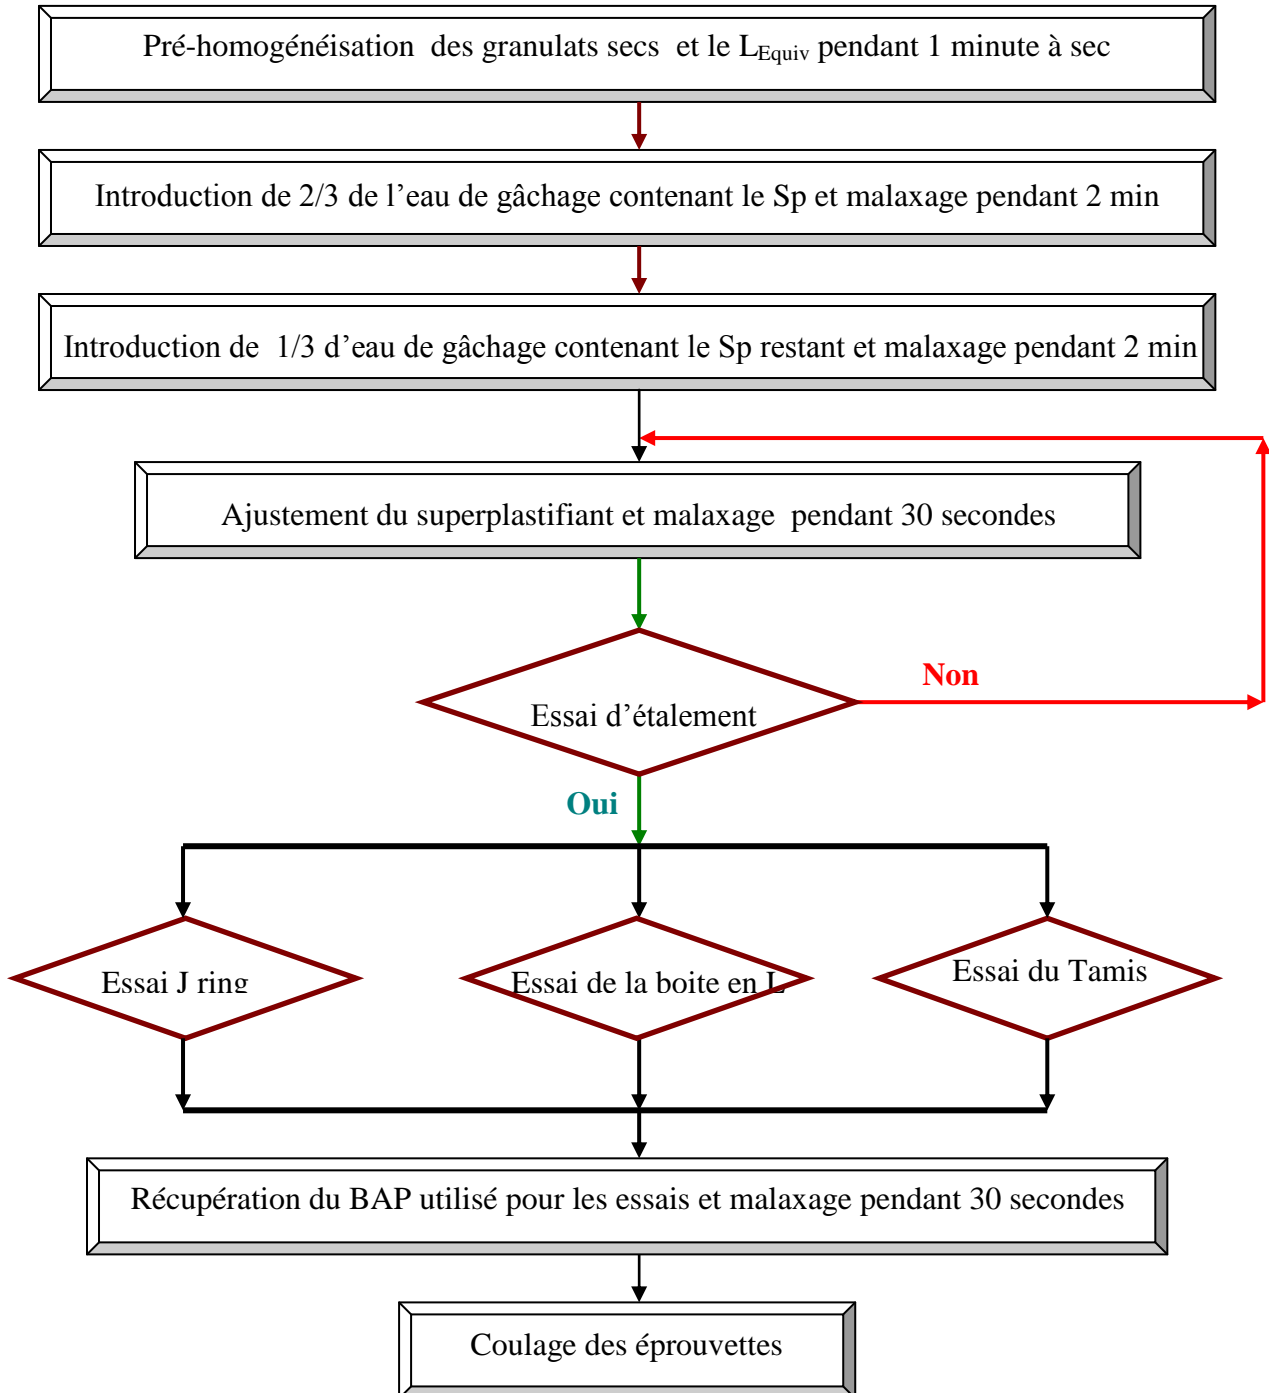 Pré-homogénéisation des granulats secs et le LEquiv pendant 1 minute à sec
Introduction de 2/3 de l’eau de gâchage contenant le Sp et malaxage pendant 2 min
Introduction de 1/3 d’eau de gâchage contenant le Sp restant et malaxage pendant 2 min
Ajustement du superplastifiant et malaxage pendant 30 secondes
Non
Essai d’étalement
Oui
Essai J ring
Essai de la boite en L
Essai du Tamis
Récupération du BAP utilisé pour les essais et malaxage pendant 30 secondes
Coulage des éprouvettes